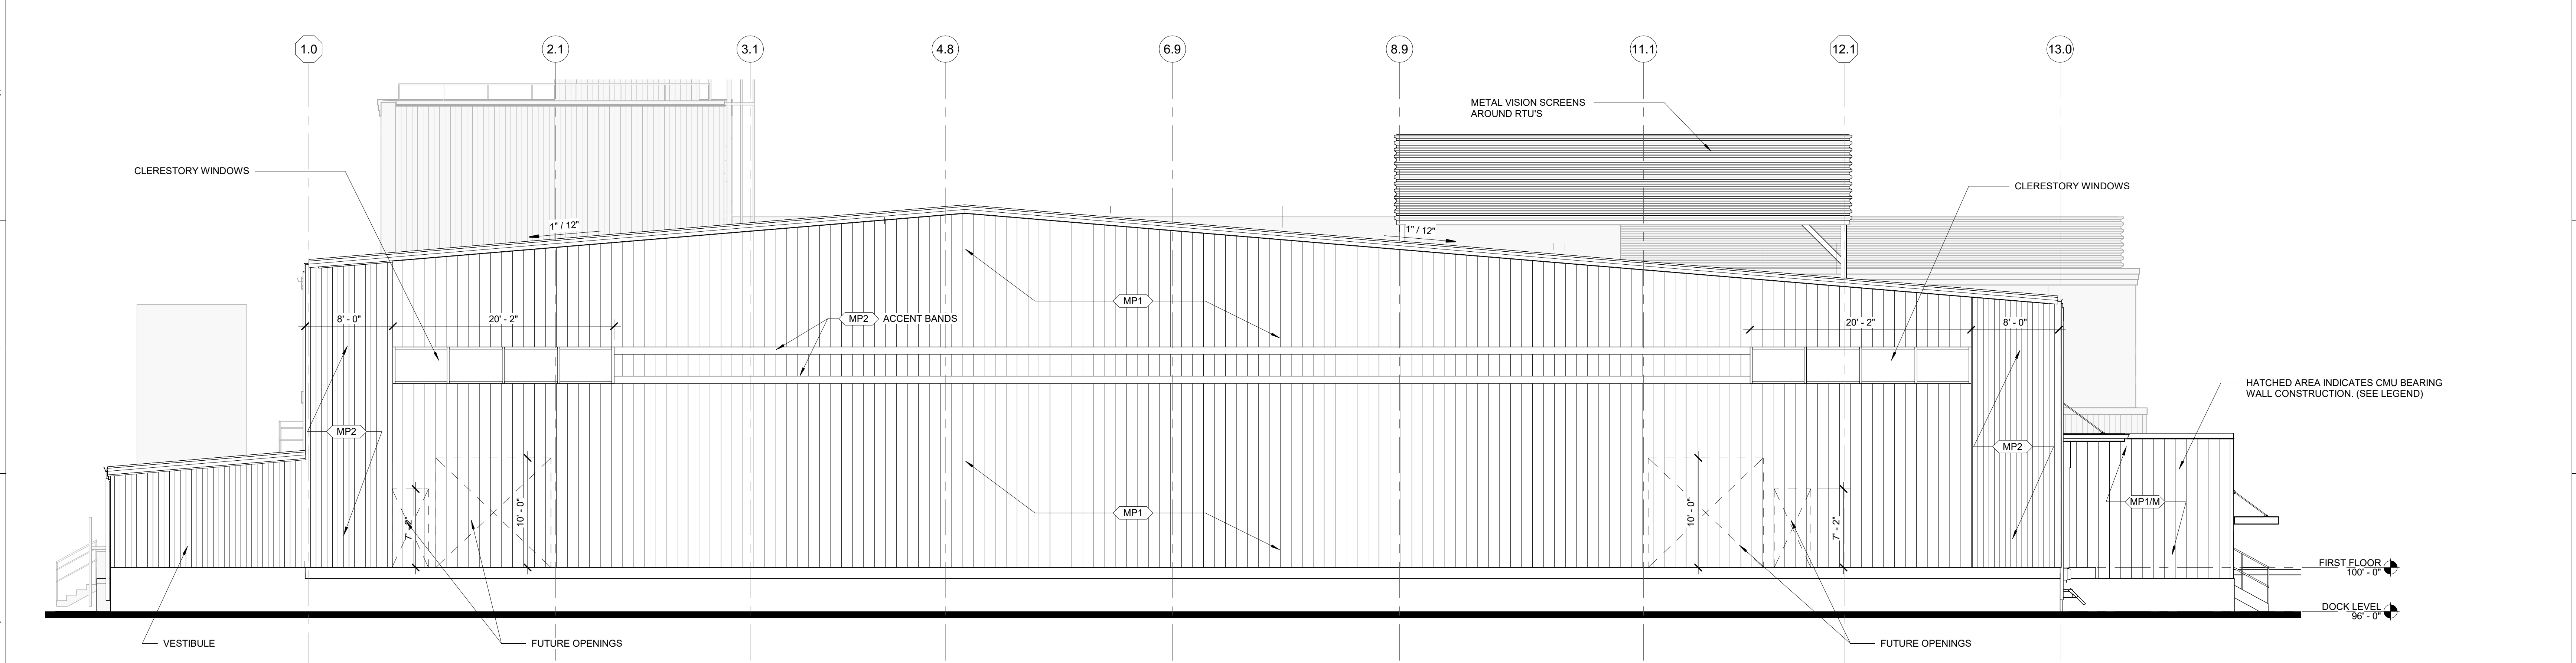 1.0
2.1
3.1
4.8
6.9
8.9
11.1
12.1
13.0
METAL VISION SCREENS
AROUND RTU'S
CLERESTORY WINDOWS
CLERESTORY WINDOWS
1" / 12"
1" / 12"
MP1
8' - 0"
20' - 2"
MP2 ACCENT BANDS
20' - 2"
8' - 0"
HATCHED AREA INDICATES CMU BEARING
WALL CONSTRUCTION. (SEE LEGEND)
MP2
MP2
MP1/M
MP1
7' - 2"
10' - 0"
10' - 0"
7' - 2"
FIRST FLOOR
100' - 0"
DOCK LEVEL
96' - 0"
VESTIBULE
FUTURE OPENINGS
FUTURE OPENINGS